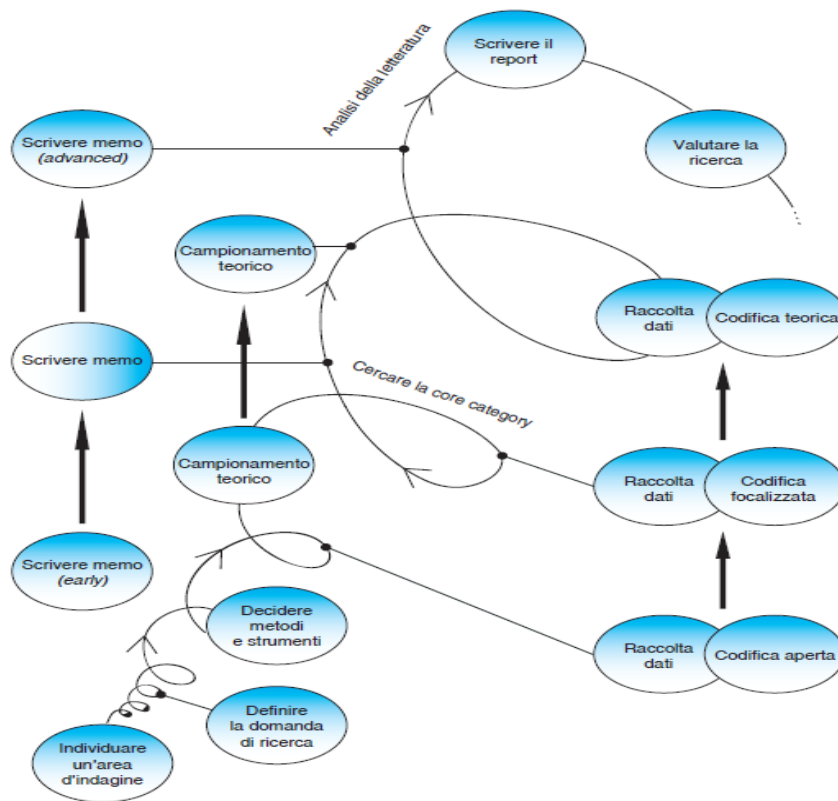 Scrivere il
report
Analisi della letteratura
Scrivere memo
(advanced)
Valutare la
ricerca
Campionamento
teorico
Raccolta
dati
Codifica teorica
Scrivere memo
Cercare la core category
Campionamento
teorico
Raccolta
dati
Codifica
focalizzata
Scrivere memo
(early)
Decidere
metodi
e strumenti
Raccolta
dati
Codifica aperta
Definire
la domanda
di ricerca
Individuare
un'area
d'indagine